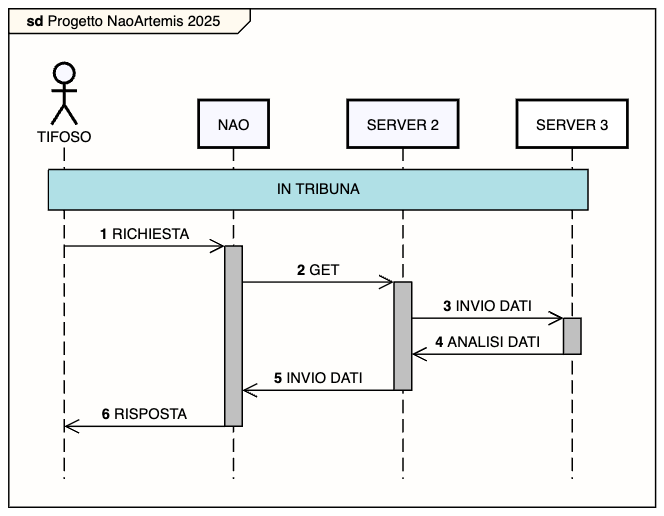 sd Progetto NaoArtemis 2025
TIFOSO
NAO
SERVER 2
SERVER 3
IN TRIBUNA
1 RICHIESTA
2 GET
3 INVIO DATI
4 ANALISI DATI
5 INVIO DATI
6 RISPOSTA